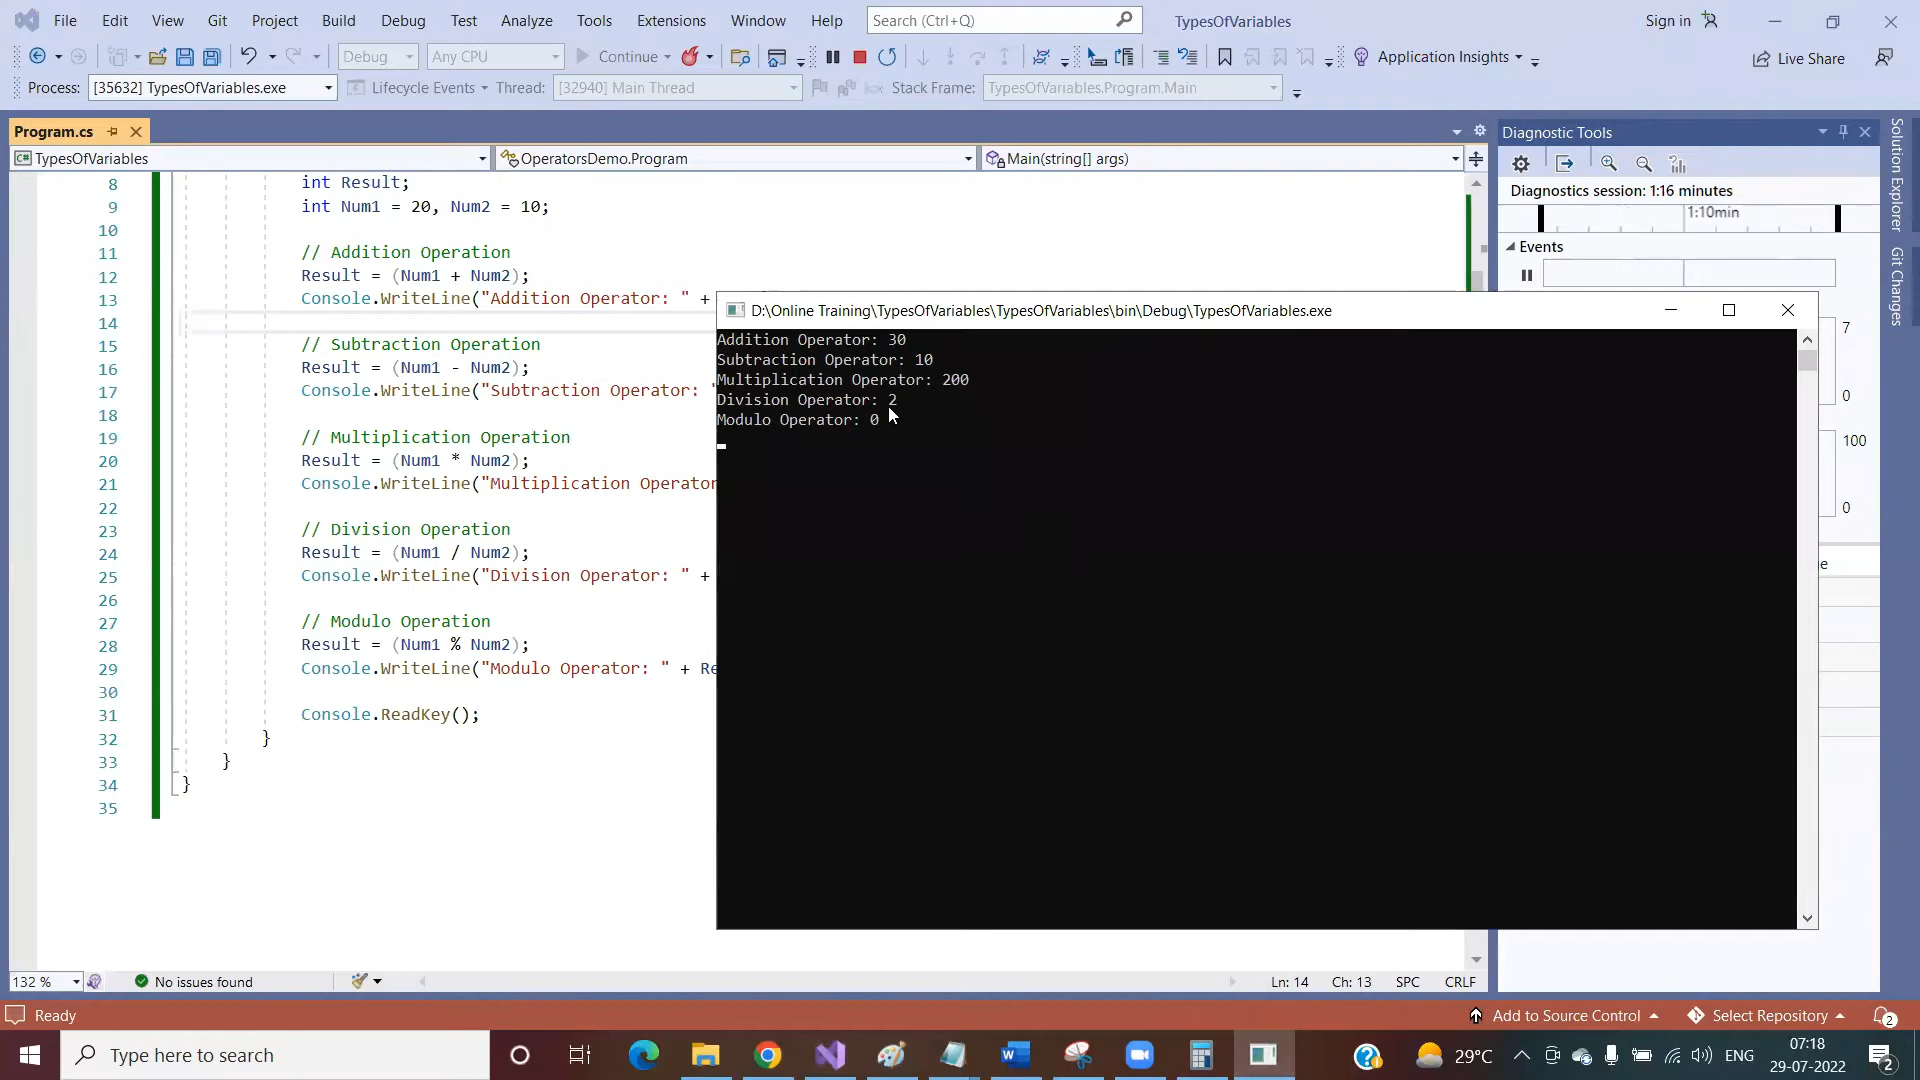 File Edit View Git Project Build Debug Test Analyze Tools Extensions Window Help Search (Ctrl+Q) TypesOfVariables Sign in
Debug Any CPU Continue Application Insights Live Share
Process: [35632] TypesOfVariables.exe Lifecycle Events Thread: [32940] Main Thread Stack Frame: TypesOfVariables.Program.Main
Program.cs
TypesOfVariables OperatorsDemo.Program Main(string[] args)
8 int Result;
9 int Num1 = 20, Num2 = 10;
10
11 // Addition Operation
12 Result = (Num1 + Num2);
13 Console.WriteLine("Addition Operator: " +
14
15 // Subtraction Operation
16 Result = (Num1 - Num2);
17 Console.WriteLine("Subtraction Operator: "
18
19 // Multiplication Operation
20 Result = (Num1 * Num2);
21 Console.WriteLine("Multiplication Operator
22
23 // Division Operation
24 Result = (Num1 / Num2);
25 Console.WriteLine("Division Operator: " +
26
27 // Modulo Operation
28 Result = (Num1 % Num2);
29 Console.WriteLine("Modulo Operator: " + Re
30
31 Console.ReadKey();
32 }
33 }
34 }
35
D:\Online Training\TypesOfVariables\TypesOfVariables\bin\Debug\TypesOfVariables.exe
Addition Operator: 30
Subtraction Operator: 10
Multiplication Operator: 200
Division Operator: 2
Modulo Operator: 0
Diagnostic Tools
Diagnostics session: 1:16 minutes
1:10min
Events
7
0
100
0
e
Solution Explorer
Git Changes
132 % No issues found Ln: 14 Ch: 13 SPC CRLF
Ready Add to Source Control Select Repository 2
Type here to search 29°C ENG 07:18
29-07-2022 2